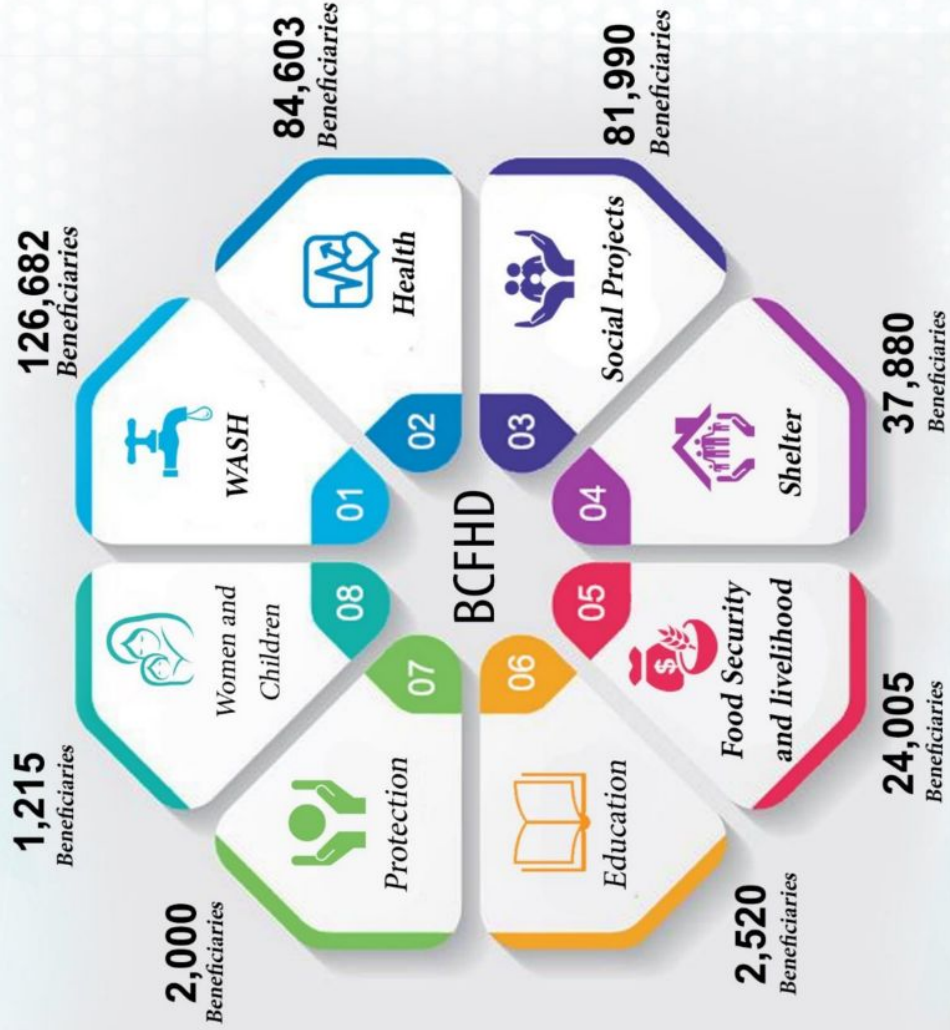 BCFHD
01
WASH
126,682
Beneficiaries
02
Health
84,603
Beneficiaries
03
Social Projects
81,990
Beneficiaries
04
Shelter
37,880
Beneficiaries
05
Food Security
and livelihood
24,005
Beneficiaries
06
Education
2,520
Beneficiaries
07
Protection
2,000
Beneficiaries
08
Women and
Children
1,215
Beneficiaries
$